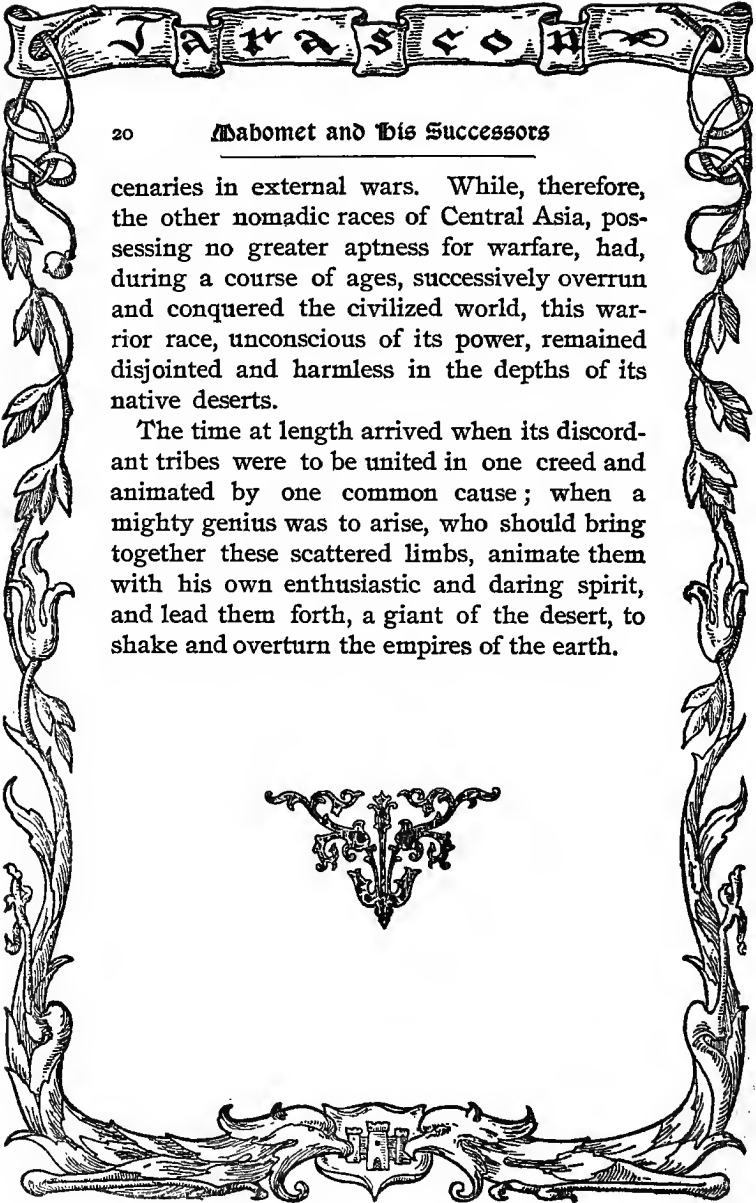 Tarascon
20 Mahomet and His Successors
cenaries in external wars. While, therefore,
the other nomadic races of Central Asia, pos-
sessing no greater aptness for warfare, had,
during a course of ages, successively overrun
and conquered the civilized world, this war-
rior race, unconscious of its power, remained
disjointed and harmless in the depths of its
native deserts.
The time at length arrived when its discord-
ant tribes were to be united in one creed and
animated by one common cause ; when a
mighty genius was to arise, who should bring
together these scattered limbs, animate them
with his own enthusiastic and daring spirit,
and lead them forth, a giant of the desert, to
shake and overturn the empires of the earth.